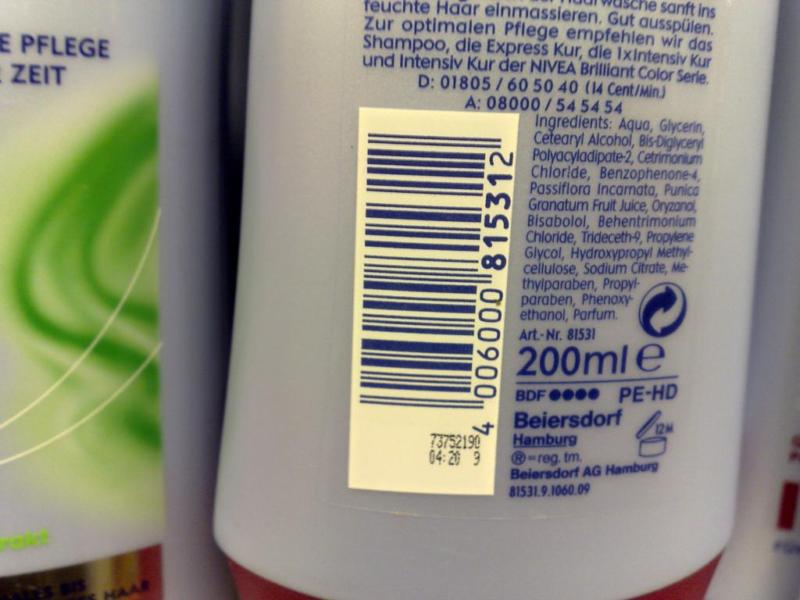 E PFLEGE
ZEIT
feuchte Haar einmassieren. Gut ausspülen.
Zur optimalen Pflege empfehlen wir das
Shampoo, die Express Kur, die 1xIntensiv Kur
und Intensiv Kur der NIVEA Brilliant Color Serie.
D: 01805 / 60 50 40 (14 Cent/Min.)
A: 08000 / 54 54 54
Ingredients: Aqua, Glycerin,
Cetearyl Alcohol, Bis-Diglyceryl
Polyacyladipate-2, Cetrimonium
Chloride, Benzophenone-4,
Passiflora Incarnata, Punica
Granatum Fruit Juice, Oryzanol,
Bisabolol, Behentrimonium
Chloride, Trideceth-9, Propylene
Glycol, Hydroxypropyl Methyl-
cellulose, Sodium Citrate, Me-
thylparaben, Propyl-
paraben, Phenoxy-
ethanol, Parfum.
Art.-Nr. 81531
200ml e
BDF PE-HD
Beiersdorf
Hamburg
® = reg. tm.
12M
Beiersdorf AG Hamburg
81531.9.1060.09
4 006000 815312
73752190
04:20 9